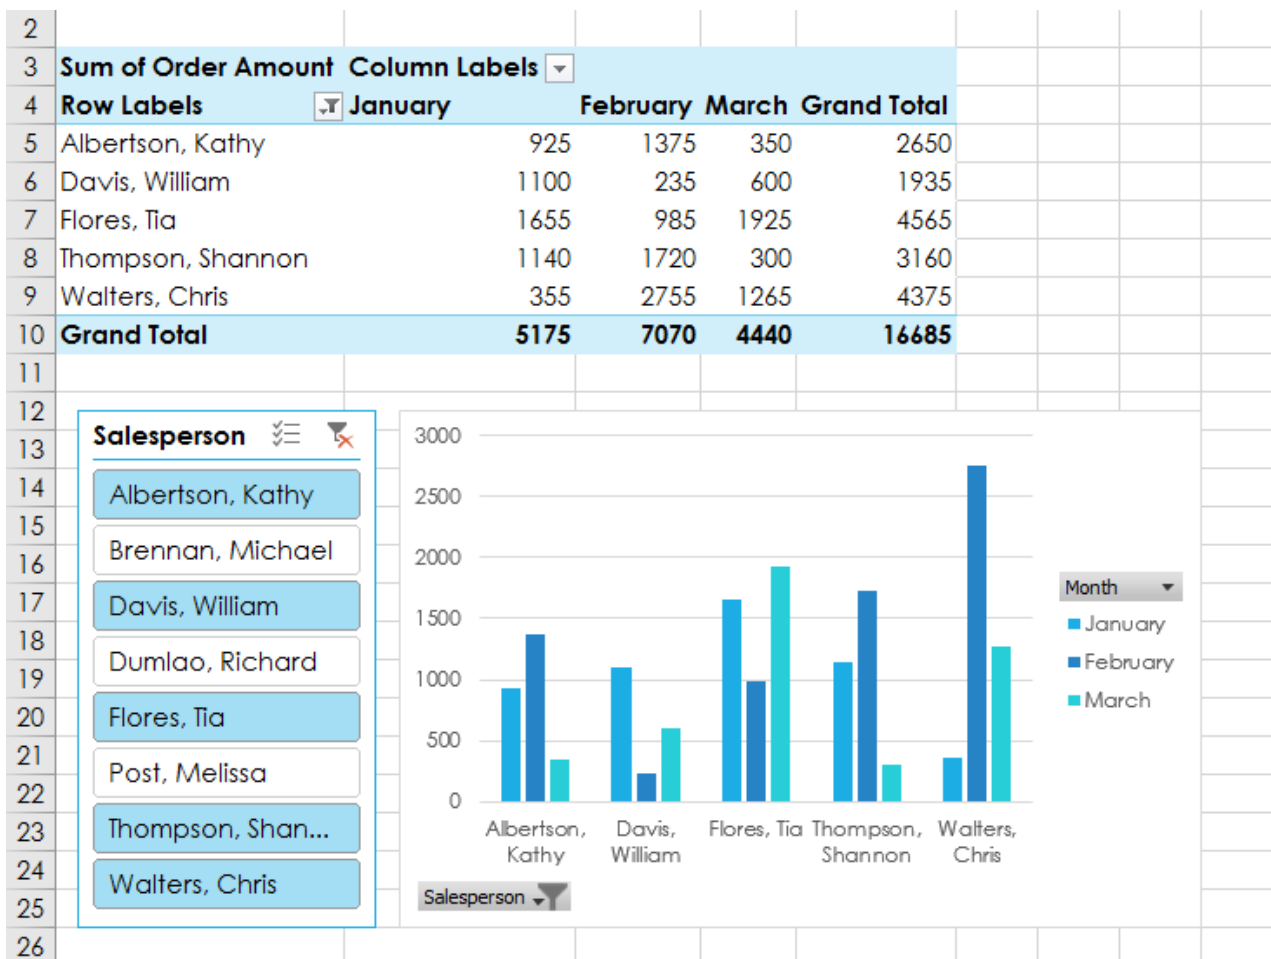 2
3 Sum of Order Amount Column Labels
4 Row Labels January February March Grand Total
5 Albertson, Kathy 925 1375 350 2650
6 Davis, William 1100 235 600 1935
7 Flores, Tia 1655 985 1925 4565
8 Thompson, Shannon 1140 1720 300 3160
9 Walters, Chris 355 2755 1265 4375
10 Grand Total 5175 7070 4440 16685
11
12
13
14
15
16
17
18
19
20
21
22
23
24
25
26
Salesperson
Albertson, Kathy
Brennan, Michael
Davis, William
Dumlao, Richard
Flores, Tia
Post, Melissa
Thompson, Shan...
Walters, Chris
3000
2500
2000
1500
1000
500
0
Albertson, Davis, Flores, Tia Thompson, Walters,
Kathy William Shannon Chris
Salesperson
Month
January
February
March